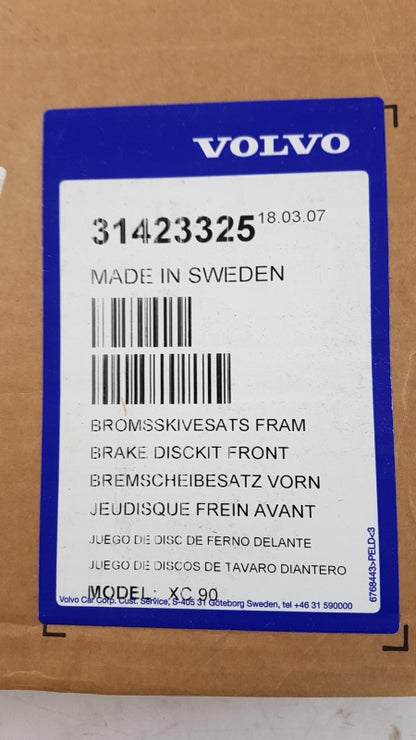 VOLVO
31423325 18.03.07
MADE IN SWEDEN
BROMSSKIVESATS FRAM
BRAKE DISCKIT FRONT
BREMSCHEIBESATZ VORN
JEUDISQUE FREIN AVANT
JUEGO DE DISC DE FERNO DELANTE
JUEGO DE DISCOS DE TAVARO DIANTERO
MODEL: XC 90
Volvo Car Corp. Cust. Service, S-405 31 Göteborg Sweden, tel +46 31 590000
6768443>PELD<3